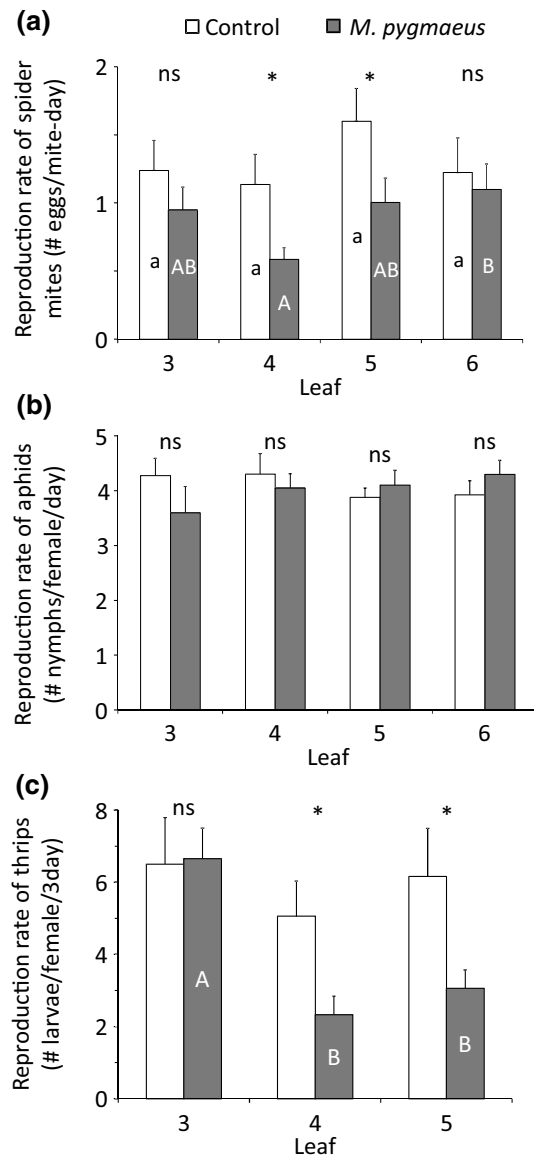 (a) Control M. pygmaeus
Reproduction rate of spider
mites (# eggs/mite-day)
2
1
0
ns * * ns
a AB a A a AB a B
3 4 5 6
Leaf
(b)
Reproduction rate of aphids
(# nymphs/female/day)
5
4
3
2
1
0
ns ns ns ns
3 4 5 6
Leaf
(c)
Reproduction rate of thrips
(# larvae/female/3day)
8
6
4
2
0
ns * *
A B B
3 4 5
Leaf